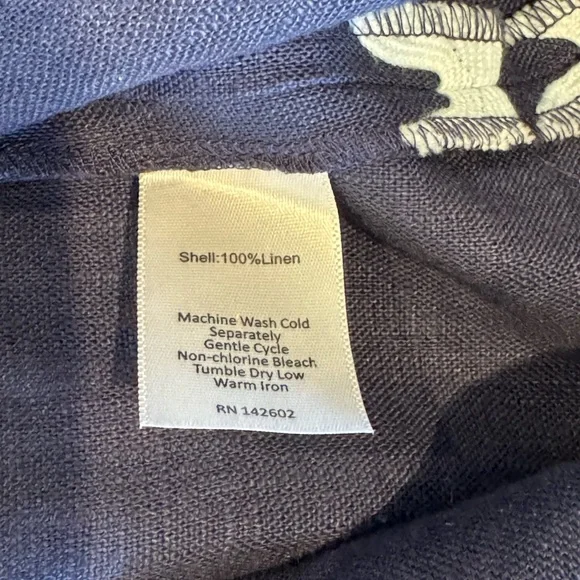 Shell:100%Linen
Machine Wash Cold
Separately
Gentle Cycle
Non-chlorine Bleach
Tumble Dry Low
Warm Iron
RN 142602